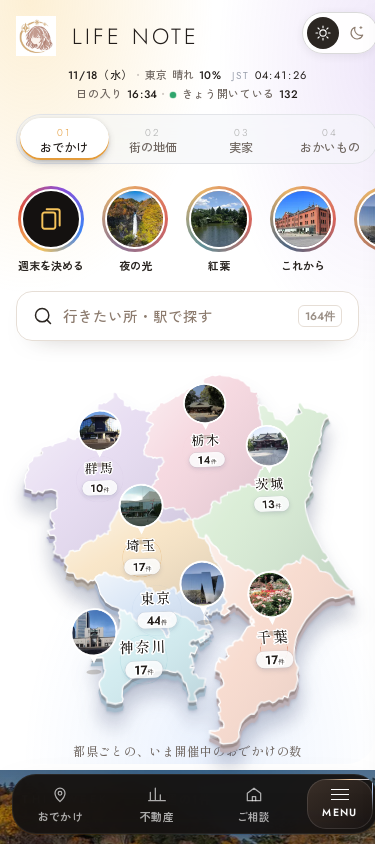 LIFE NOTE
11/18（水） · 東京 晴れ 10% JST 04:41:26
日の入り 16:34 · きょう開いている 132
01 02 03 04
おでかけ 街の地価 実家 おかいもの
週末を決める 夜の光 紅葉 これから
行きたい所・駅で探す 164件
栃木
14件
群馬
10件
茨城
13件
埼玉
17件
東京
44件
千葉
17件
神奈川
17件
都県ごとの、いま開催中のおでかけの数
おでかけ 不動産 ご相談 MENU